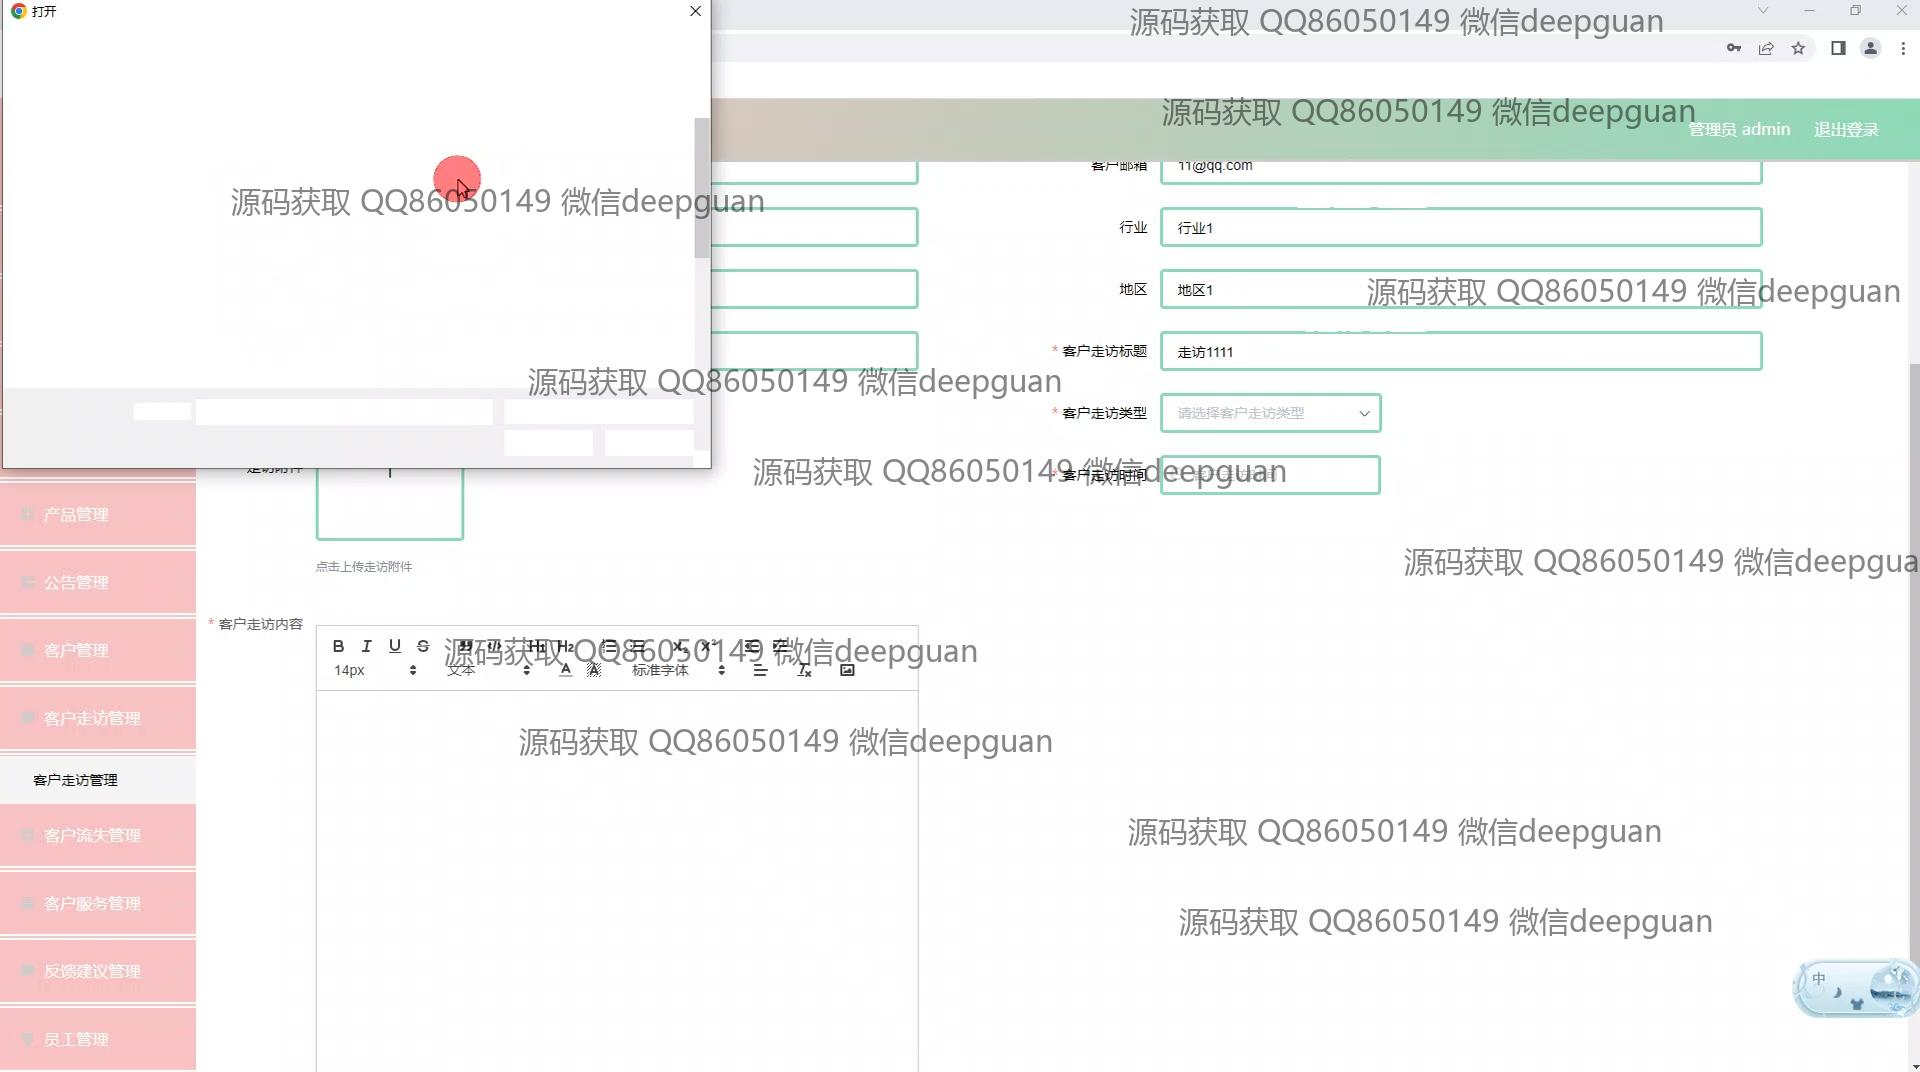 打开
源码获取 QQ86050149 微信deepguan
源码获取 QQ86050149 微信deepguan
管理员 admin
退出登录
客户邮箱
11@qq.com
源码获取 QQ86050149 微信deepguan
行业
行业1
地区
地区1
源码获取 QQ86050149 微信deepguan
* 客户走访标题
走访1111
源码获取 QQ86050149 微信deepguan
* 客户走访类型
请选择客户走访类型
走访附件
源码获取 QQ86050149 微信deepguan
* 客户走访时间
产品管理
点击上传走访附件
源码获取 QQ86050149 微信deepgua
公告管理
* 客户走访内容
B I U S
H1 H2
源码获取 QQ86050149 微信deepguan
14px
文本
标准字体
客户管理
客户走访管理
源码获取 QQ86050149 微信deepguan
客户走访管理
客户流失管理
源码获取 QQ86050149 微信deepguan
客户服务管理
源码获取 QQ86050149 微信deepguan
反馈建议管理
中
员工管理